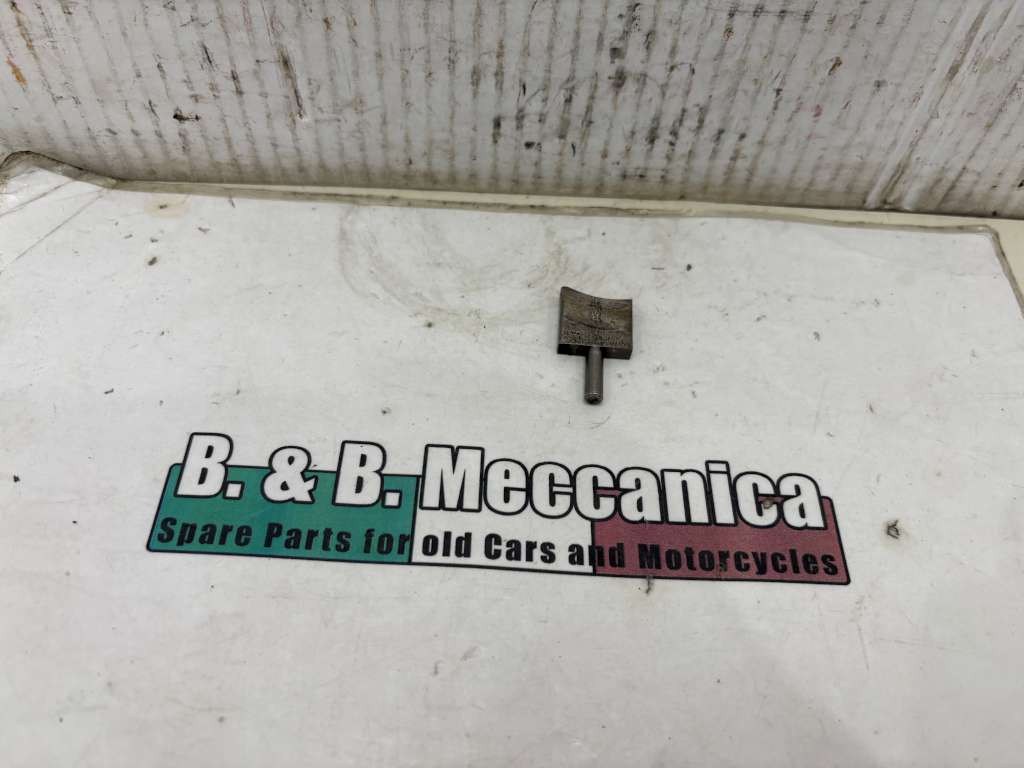 B. & B. Meccanica
Spare Parts for old Cars and Motorcycles